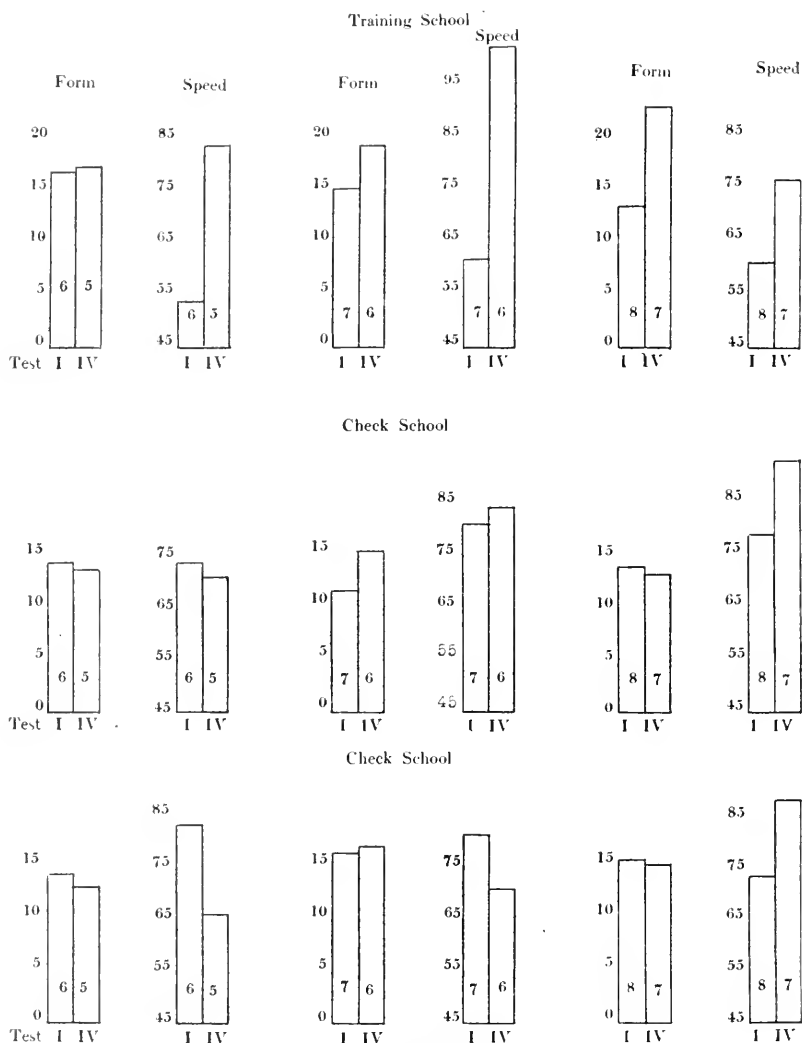 Training School
Form Speed Form Speed Form Speed
20 85 20 95 20 85
15 75 15 85 15 75
10 65 10 75 10 65
5 55 5 65 5 55
0 45 0 55 0 45
45
6 5 6 5 7 6 7 6 8 7 8 7
Test I IV I IV I IV I IV I IV I IV
Check School
15 75 15 85 15 85
10 65 10 75 10 75
5 55 5 65 5 65
0 45 0 55 0 55
45 45
6 5 6 5 7 6 7 6 8 7 8 7
Test I IV I IV I IV I IV I IV I IV
Check School
15 85 15 75 15 85
10 75 10 65 10 75
5 65 5 55 5 65
0 55 0 45 0 55
45 45
6 5 6 5 7 6 7 6 8 7 8 7
Test I IV I IV I IV I IV I IV I IV